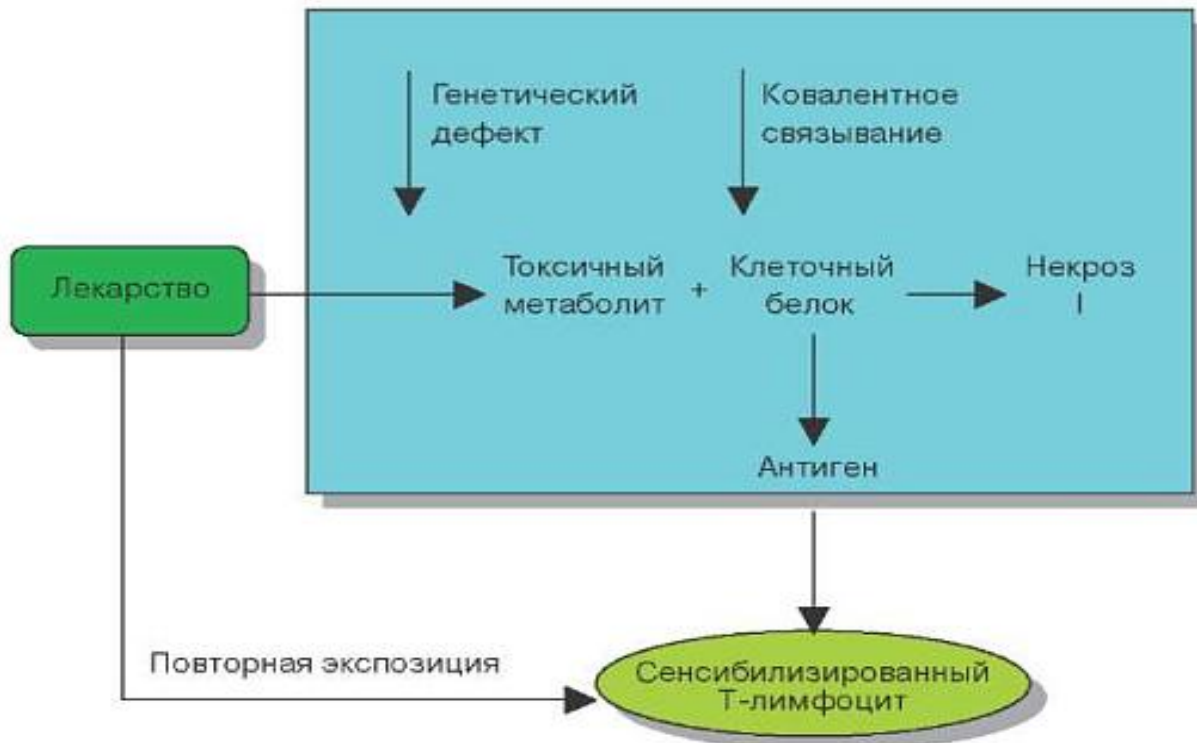 Генетический
дефект
Ковалентное
связывание
Лекарство
Токсичный
метаболит
+
Клеточный
белок
Некроз
I
Антиген
Повторная экспозиция
Сенсибилизированный
Т-лимфоцит